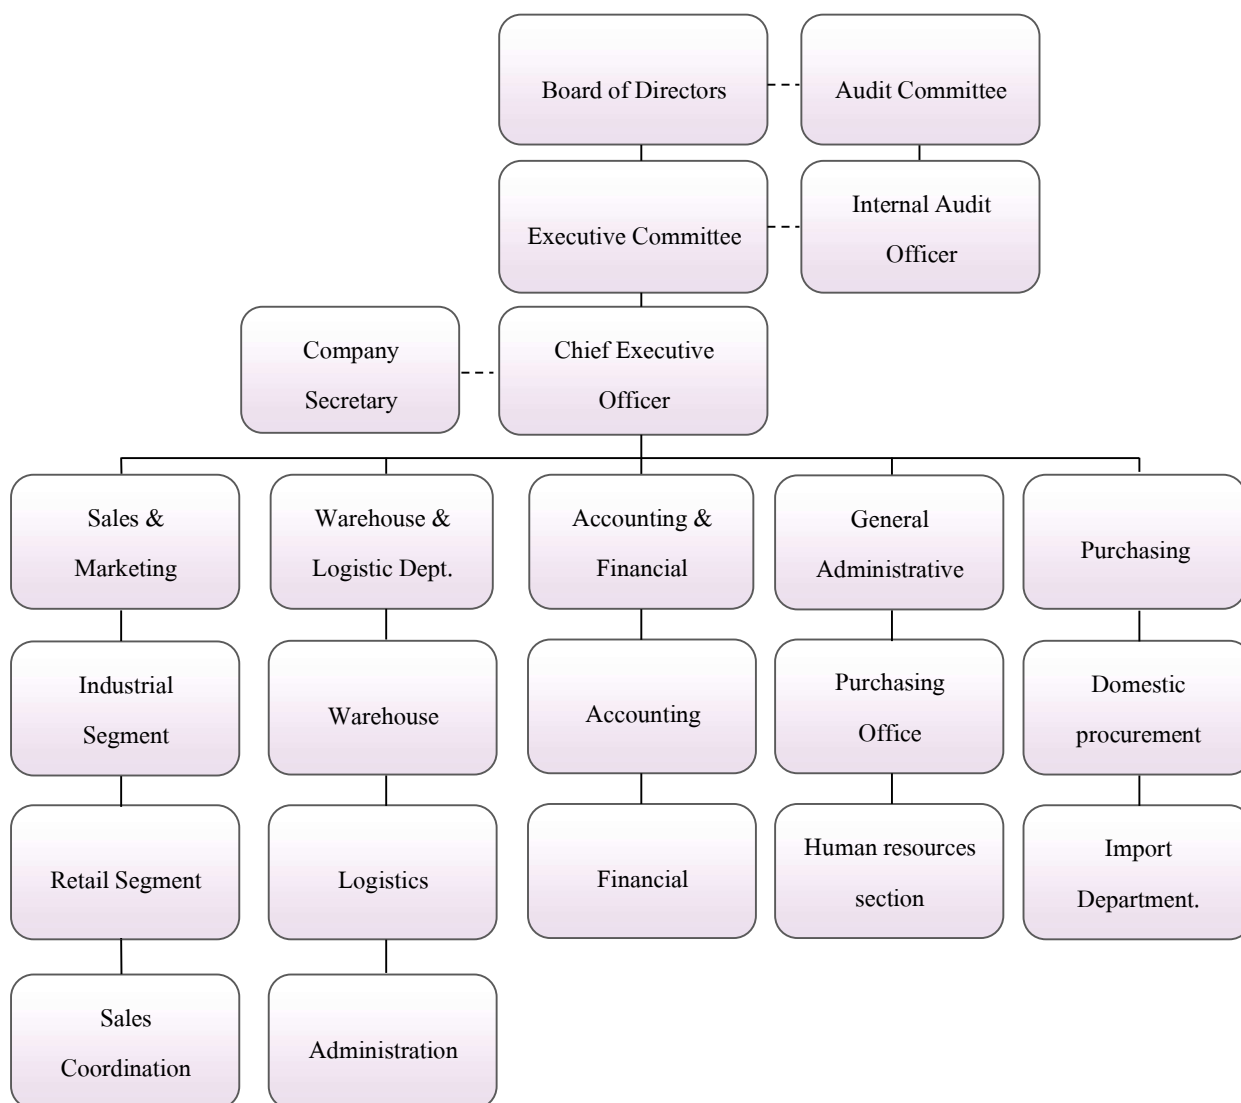 Board of Directors
Audit Committee
Executive Committee
Internal Audit
Officer
Company
Secretary
Chief Executive
Officer
Sales &
Marketing
Warehouse &
Logistic Dept.
Accounting &
Financial
General
Administrative
Purchasing
Industrial
Segment
Warehouse
Accounting
Purchasing
Office
Domestic
procurement
Retail Segment
Logistics
Financial
Human resources
section
Import
Department.
Sales
Coordination
Administration